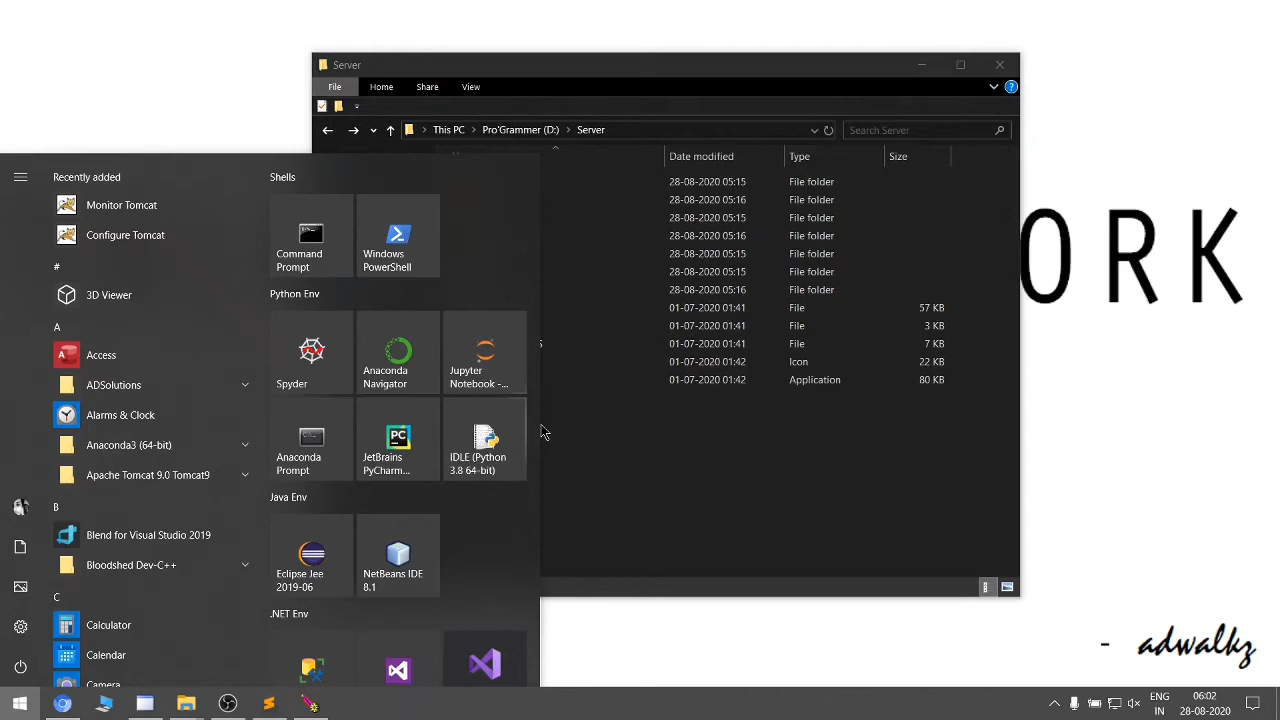 Server
File
Home
Share
View
This PC
Pro'Grammer (D:)
Server
Search Server
Date modified
Type
Size
28-08-2020 05:15
File folder
28-08-2020 05:16
File folder
28-08-2020 05:15
File folder
28-08-2020 05:16
File folder
28-08-2020 05:15
File folder
28-08-2020 05:15
File folder
28-08-2020 05:16
File folder
01-07-2020 01:41
File
57 KB
01-07-2020 01:41
File
3 KB
01-07-2020 01:41
File
7 KB
01-07-2020 01:42
Icon
22 KB
01-07-2020 01:42
Application
80 KB
Recently added
Monitor Tomcat
Configure Tomcat
#
3D Viewer
A
Access
ADSolutions
Alarms & Clock
Anaconda3 (64-bit)
Apache Tomcat 9.0 Tomcat9
B
Blend for Visual Studio 2019
Bloodshed Dev-C++
C
Calculator
Calendar
Camera
Shells
Command
Prompt
Windows
PowerShell
Python Env
Spyder
Anaconda
Navigator
Jupyter
Notebook -...
Anaconda
Prompt
JetBrains
PyCharm...
IDLE (Python
3.8 64-bit)
Java Env
Eclipse Jee
2019-06
NetBeans IDE
8.1
.NET Env
ORK
- adwalkz
ENG
IN
06:02
28-08-2020